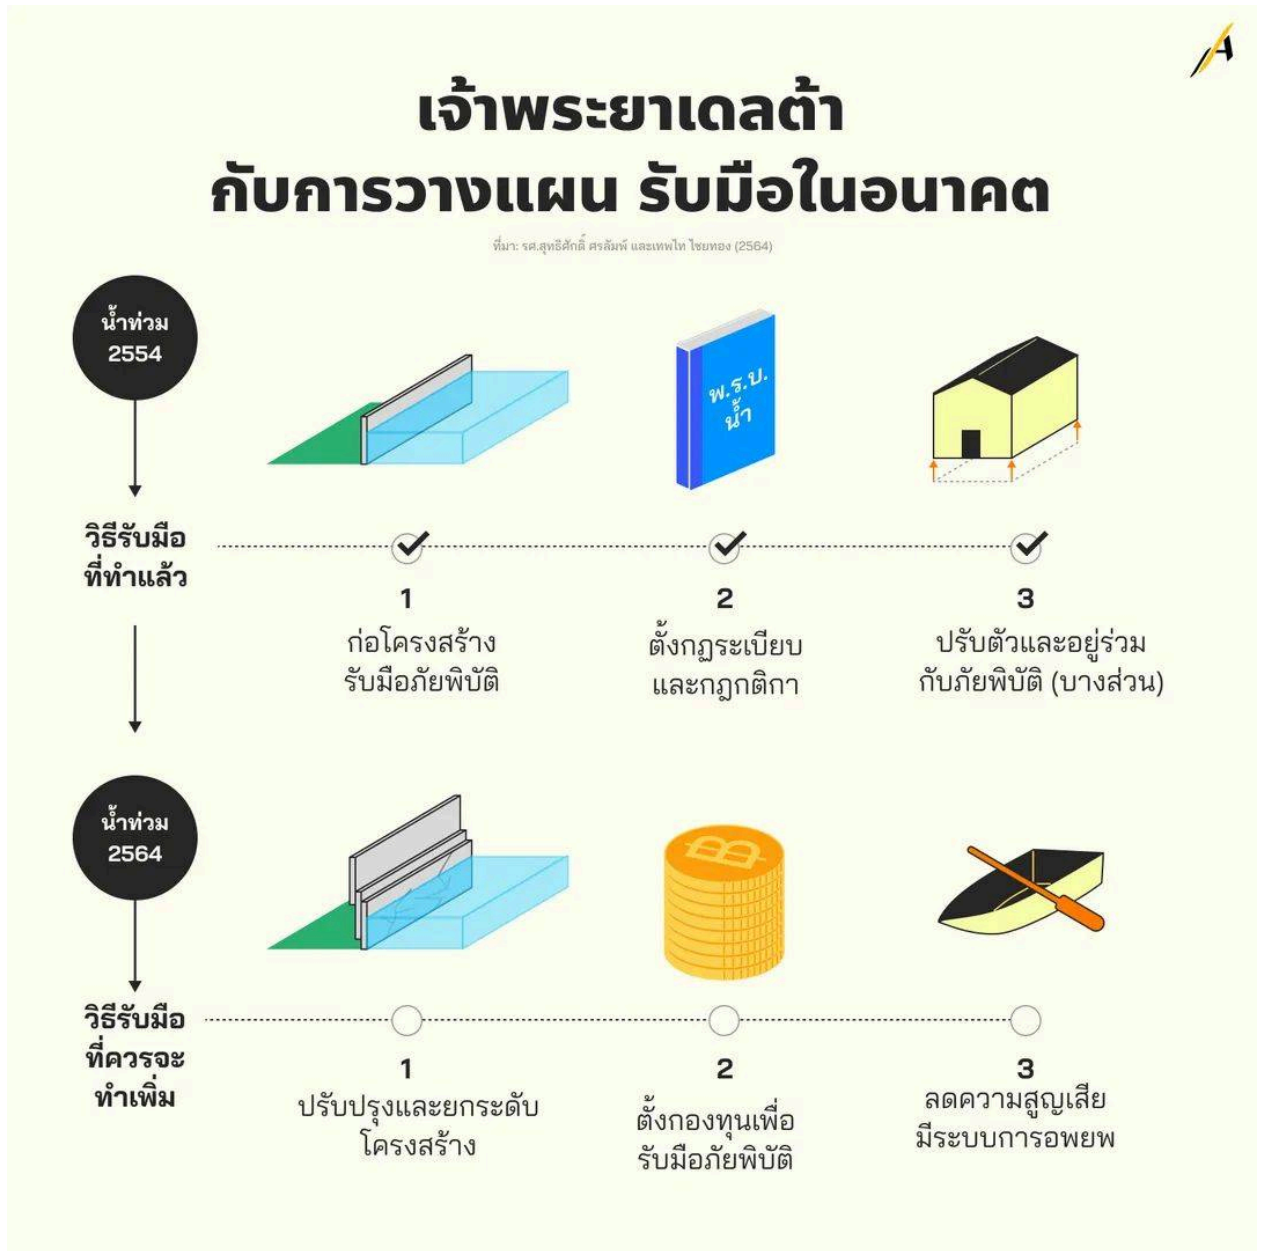 เจ้าพระยาเดลต้า
กับการวางแผน รับมือในอนาคต
ที่มา: รศ.สุทธิศักดิ์ ศรลัมพ์ และเทพไท ไชยทอง (2564)
น้ำท่วม
2554
พ.ร.บ.
น้ำ
วิธีรับมือ
ที่ทำแล้ว
1
ก่อโครงสร้าง
รับมือภัยพิบัติ
2
ตั้งกฏระเบียบ
และกฎกติกา
3
ปรับตัวและอยู่ร่วม
กับภัยพิบัติ (บางส่วน)
น้ำท่วม
2564
วิธีรับมือ
ที่ควรจะ
ทำเพิ่ม
1
ปรับปรุงและยกระดับ
โครงสร้าง
2
ตั้งกองทุนเพื่อ
รับมือภัยพิบัติ
3
ลดความสูญเสีย
มีระบบการอพยพ